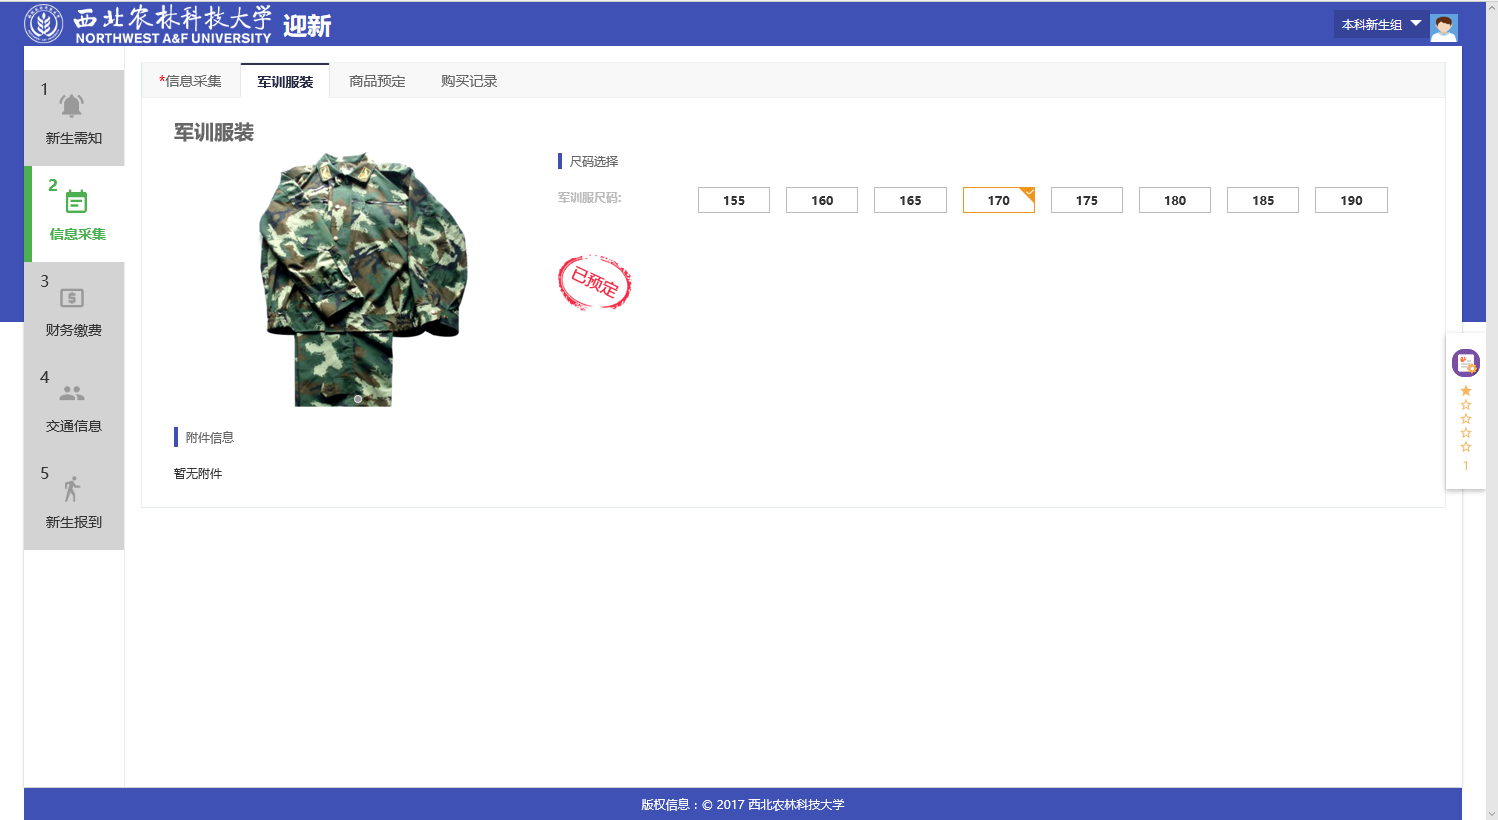 西北农林科技大学 迎新
NORTHWEST A&F UNIVERSITY
本科新生组
1
新生需知
2
信息采集
3
财务缴费
4
交通信息
5
新生报到
*信息采集 军训服装 商品预定 购买记录
军训服装
尺码选择
军训服尺码:
155 160 165 170 175 180 185 190
已预定
附件信息
暂无附件
1
版权信息：© 2017 西北农林科技大学